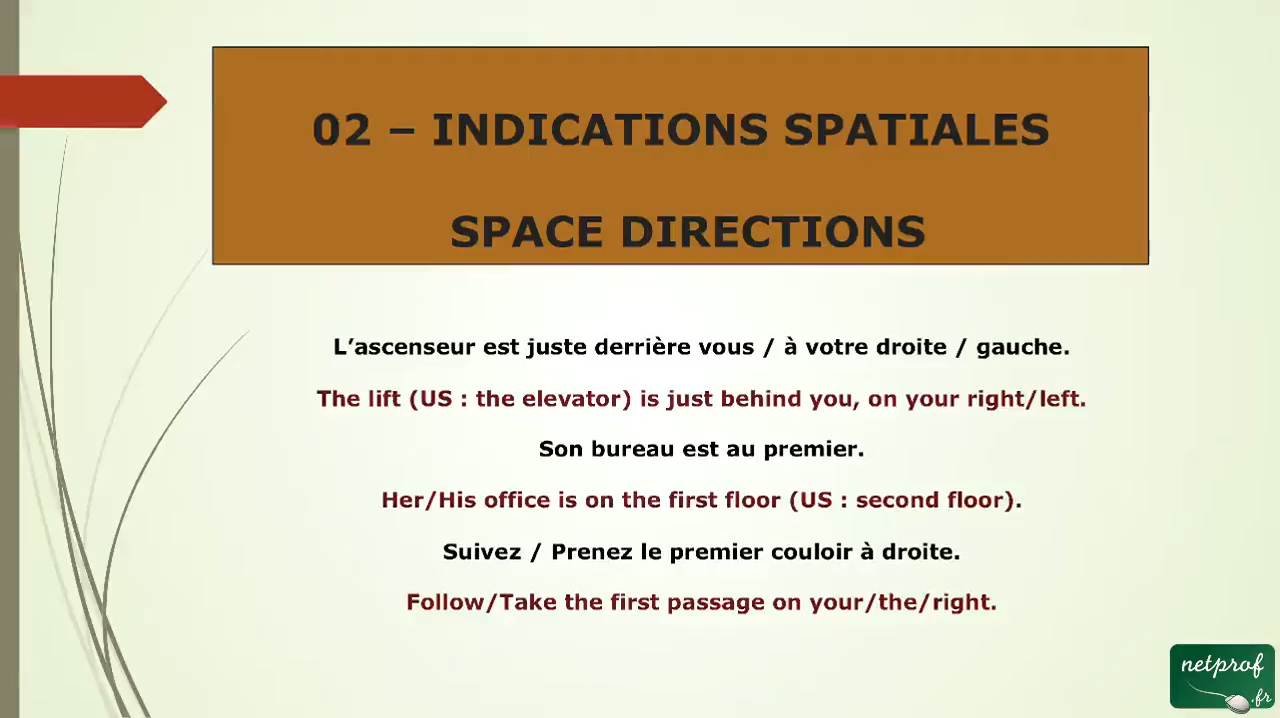 02 – INDICATIONS SPATIALES
SPACE DIRECTIONS
L’ascenseur est juste derrière vous / à votre droite / gauche.
The lift (US : the elevator) is just behind you, on your right/left.
Son bureau est au premier.
Her/His office is on the first floor (US : second floor).
Suivez / Prenez le premier couloir à droite.
Follow/Take the first passage on your/the/right.
netprof
.fr